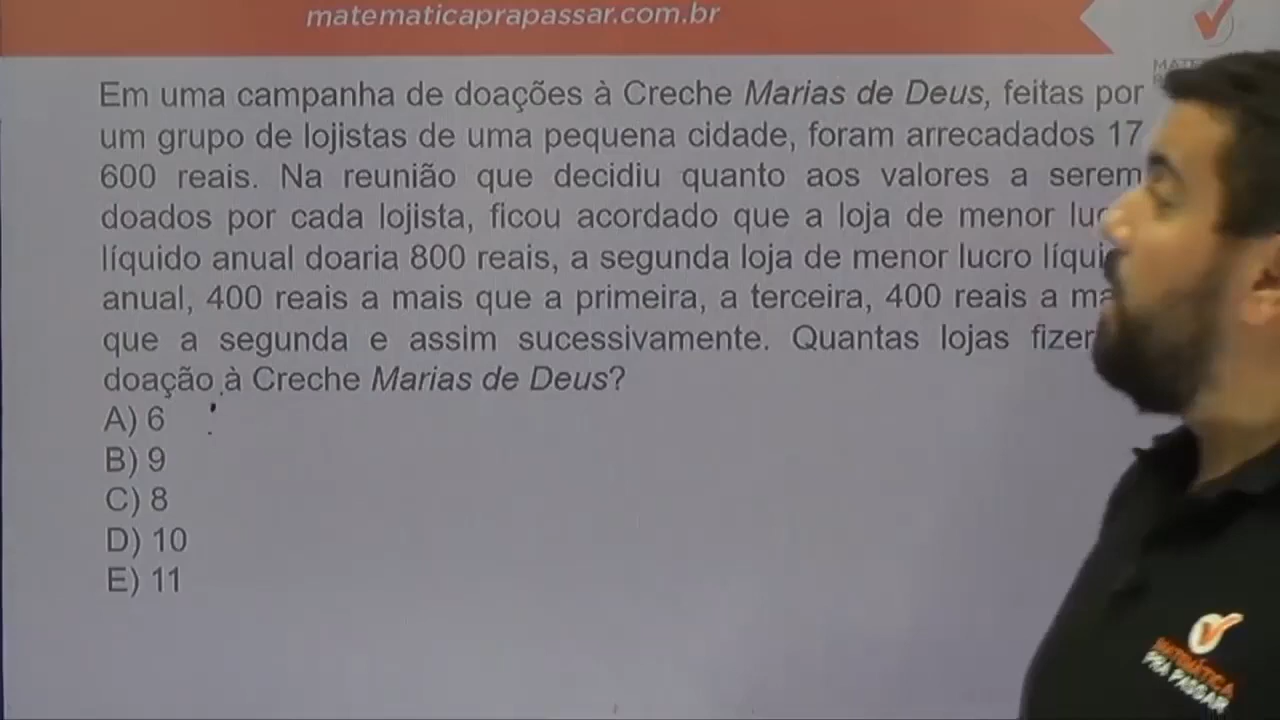 matematicaprapassar.com.br
Em uma campanha de doações à Creche Marias de Deus, feitas por
um grupo de lojistas de uma pequena cidade, foram arrecadados 17
600 reais. Na reunião que decidiu quanto aos valores a serem
doados por cada lojista, ficou acordado que a loja de menor
líquido anual doaria 800 reais, a segunda loja de menor lucro
anual, 400 reais a mais que a primeira, a terceira, 400 reais a
que a segunda e assim sucessivamente. Quantas lojas
doação à Creche Marias de Deus?
A) 6
B) 9
C) 8
D) 10
E) 11
MATEMÁTICA
PRA PASSAR